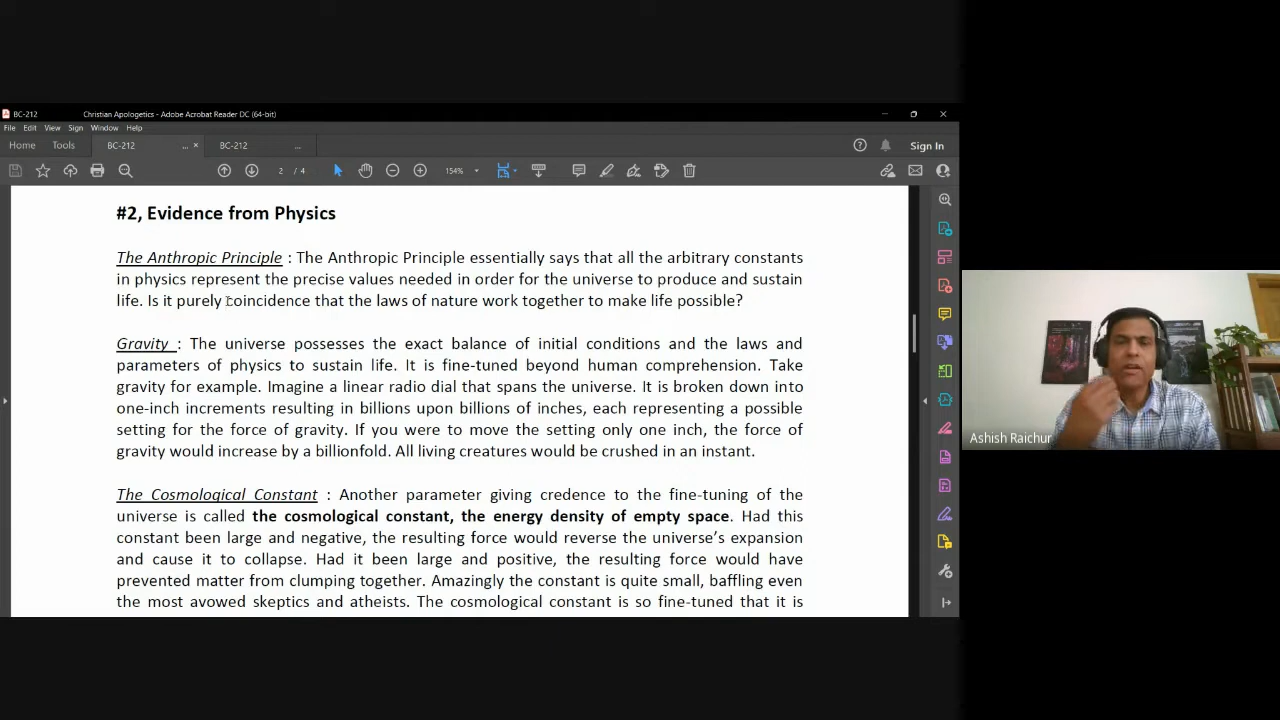 BC-212 Christian Apologetics - Adobe Acrobat Reader DC (64-bit)
File Edit View Sign Window Help
Home Tools BC-212 ... × BC-212 ... Sign In
2 / 4 154%
#2, Evidence from Physics
The Anthropic Principle : The Anthropic Principle essentially says that all the arbitrary constants
in physics represent the precise values needed in order for the universe to produce and sustain
life. Is it purely coincidence that the laws of nature work together to make life possible?
Gravity : The universe possesses the exact balance of initial conditions and the laws and
parameters of physics to sustain life. It is fine-tuned beyond human comprehension. Take
gravity for example. Imagine a linear radio dial that spans the universe. It is broken down into
one-inch increments resulting in billions upon billions of inches, each representing a possible
setting for the force of gravity. If you were to move the setting only one inch, the force of
gravity would increase by a billionfold. All living creatures would be crushed in an instant.
The Cosmological Constant : Another parameter giving credence to the fine-tuning of the
universe is called the cosmological constant, the energy density of empty space. Had this
constant been large and negative, the resulting force would reverse the universe's expansion
and cause it to collapse. Had it been large and positive, the resulting force would have
prevented matter from clumping together. Amazingly the constant is quite small, baffling even
the most avowed skeptics and atheists. The cosmological constant is so fine-tuned that it is
Ashish Raichur